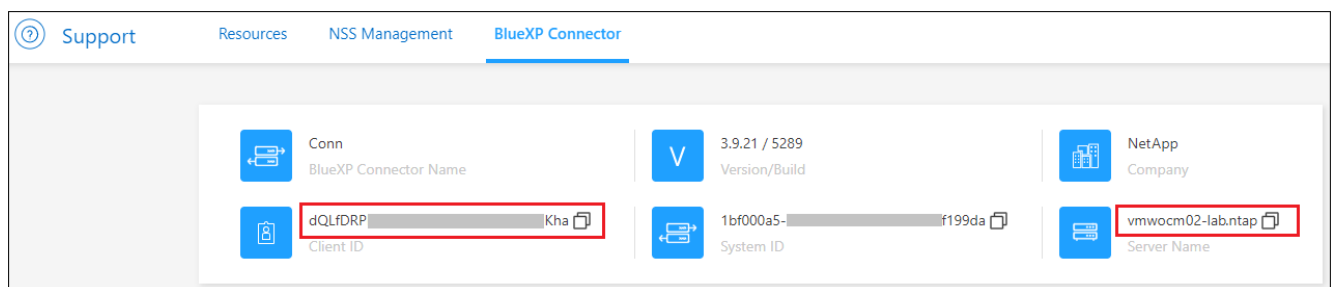 Support Resources NSS Management BlueXP Connector
Conn
BlueXP Connector Name
V
3.9.21 / 5289
Version/Build
NetApp
Company
dQLfDRP Kha
Client ID
1bf000a5- f199da
System ID
vmwocm02-lab.ntap
Server Name